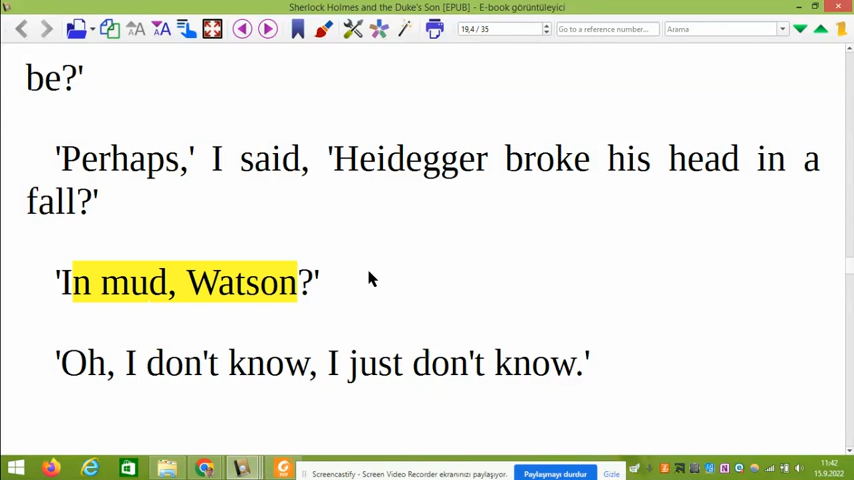 Sherlock Holmes and the Duke's Son [EPUB] - E-book görüntüleyici
19,4 / 35
Go to a reference number...
Arama
be?'
'Perhaps,' I said, 'Heidegger broke his head in a
fall?'
'In mud, Watson?'
'Oh, I don't know, I just don't know.'
Screencastify - Screen Video Recorder ekranınızı paylaşıyor.
Paylaşmayı durdur
Gizle
11:42
15.9.2022